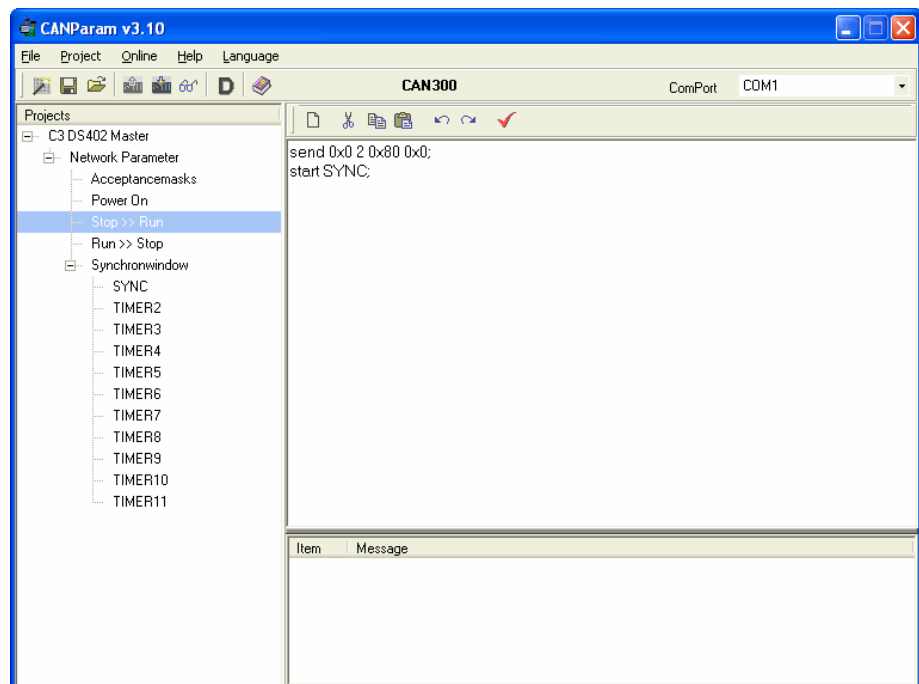 CANParam v3.10
File Project Online Help Language
D CAN300 ComPort COM1
Projects
C3 DS402 Master
Network Parameter
Acceptancemasks
Power On
Stop >> Run
Run >> Stop
Synchronwindow
SYNC
TIMER2
TIMER3
TIMER4
TIMER5
TIMER6
TIMER7
TIMER8
TIMER9
TIMER10
TIMER11
send 0x0 2 0x80 0x0;
start SYNC;
Item Message